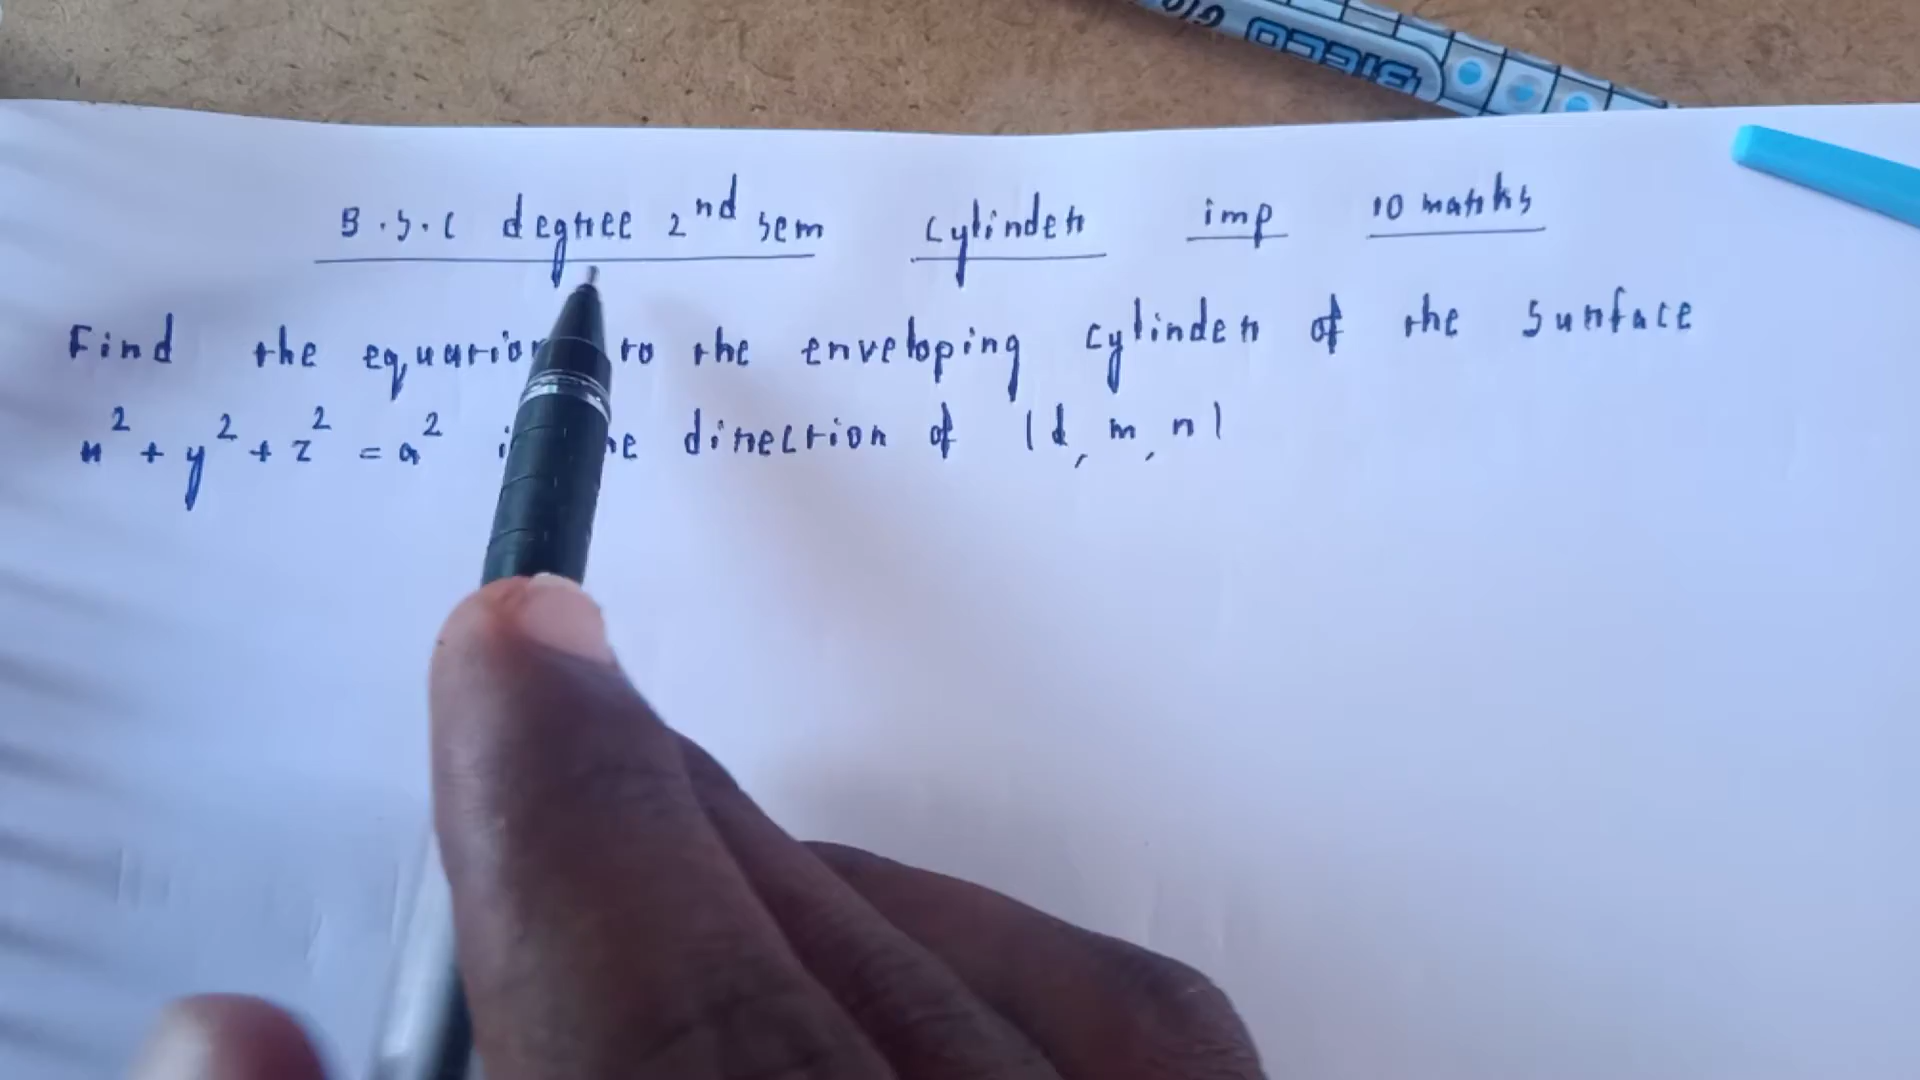 B.S.C degree 2nd sem cylinder imp 10 marks
Find the equation to the enveloping cylinder of the surface
x² + y² + z² = a² direction of (l, m, n)